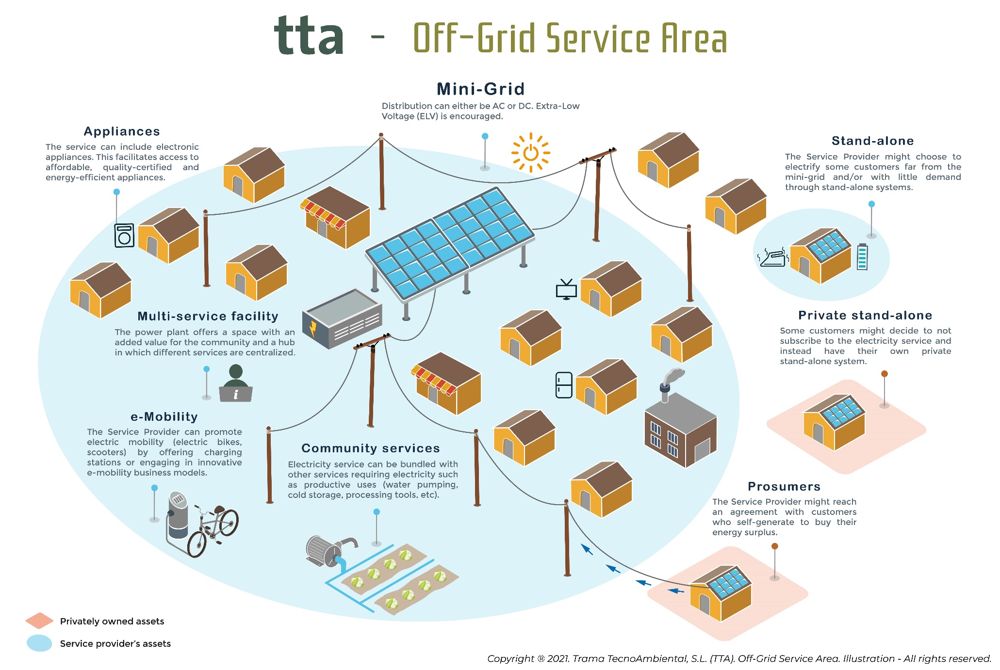 tta - Off-Grid Service Area
Mini-Grid
Distribution can either be AC or DC. Extra-Low
Voltage (ELV) is encouraged.
Appliances
The service can include electronic
appliances. This facilitates access to
affordable, quality-certified and
energy-efficient appliances.
Stand-alone
The Service Provider might choose to
electrify some customers far from the
mini-grid and/or with little demand
through stand-alone systems.
Multi-service facility
The power plant offers a space with an
added value for the community and a hub
in which different services are centralized.
i
Private stand-alone
Some customers might decide to not
subscribe to the electricity service and
instead have their own private
stand-alone system.
e-Mobility
The Service Provider can promote
electric mobility (electric bikes,
scooters) by offering charging
stations or engaging in innovative
e-mobility business models.
Community services
Electricity service can be bundled with
other services requiring electricity such
as productive uses (water pumping,
cold storage, processing tools, etc).
Prosumers
The Service Provider might reach
an agreement with customers
who self-generate to buy their
energy surplus.
Privately owned assets
Service provider's assets
Copyright ® 2021. Trama TecnoAmbiental, S.L. (TTA). Off-Grid Service Area. Illustration - All rights reserved.